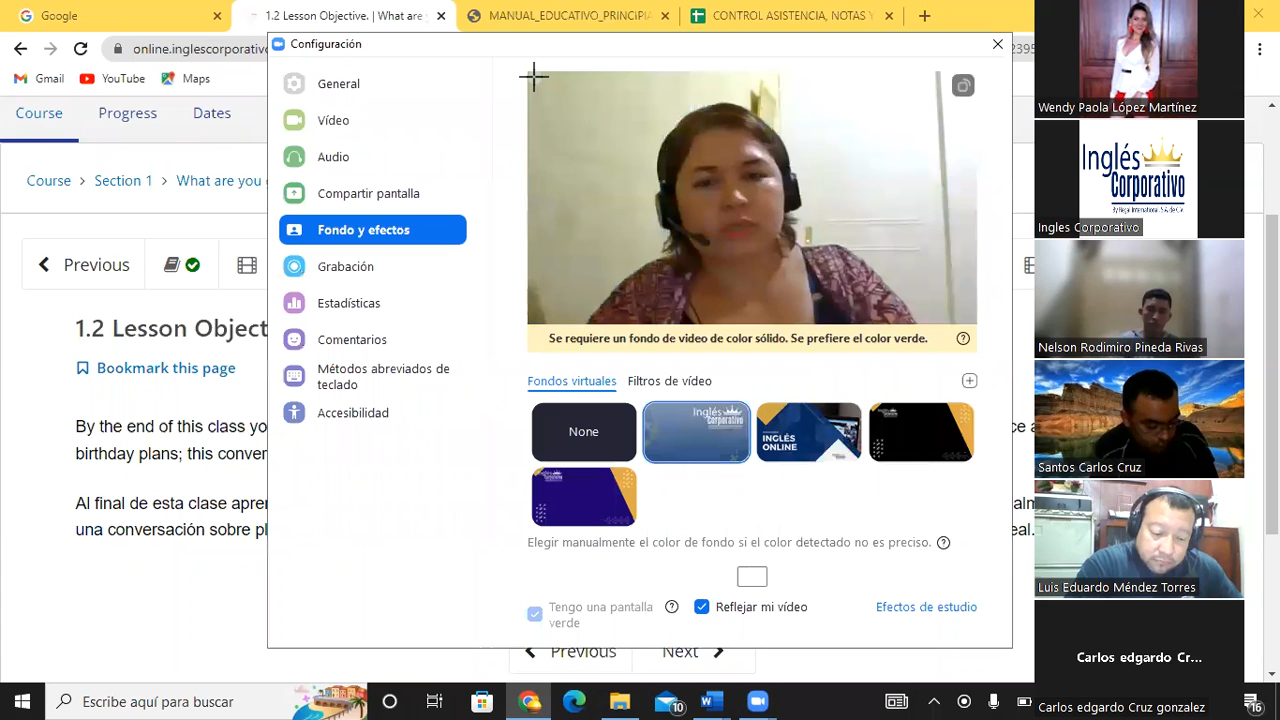 Google
1.2 Lesson Objective. | What are y
MANUAL_EDUCATIVO_PRINCIPIA
CONTROL ASISTENCIA, NOTAS Y
online.inglescorporativo
Gmail
YouTube
Maps
Course
Progress
Dates
Course
Section 1
What are you g
Previous
1.2 Lesson Object
Bookmark this page
By the end of this class yo
birthday plans; this conver
Al final de esta clase apren
una conversación sobre pl
eal.
Previous
Next
Configuración
General
Vídeo
Audio
Compartir pantalla
Fondo y efectos
Grabación
Estadísticas
Comentarios
Métodos abreviados de
teclado
Accesibilidad
Se requiere un fondo de video de color sólido. Se prefiere el color verde.
Fondos virtuales
Filtros de vídeo
None
Inglés
Corporativo
INGLÉS
ONLINE
Elegir manualmente el color de fondo si el color detectado no es preciso.
Tengo una pantalla
verde
Reflejar mi vídeo
Efectos de estudio
Wendy Paola López Martínez
Inglés
Corporativo
Ingles Corporativo
Nelson Rodimiro Pineda Rivas
Santos Carlos Cruz
Luis Eduardo Méndez Torres
Carlos edgardo Cr...
Carlos edgardo Cruz gonzalez
Escribe aquí para buscar
10
16